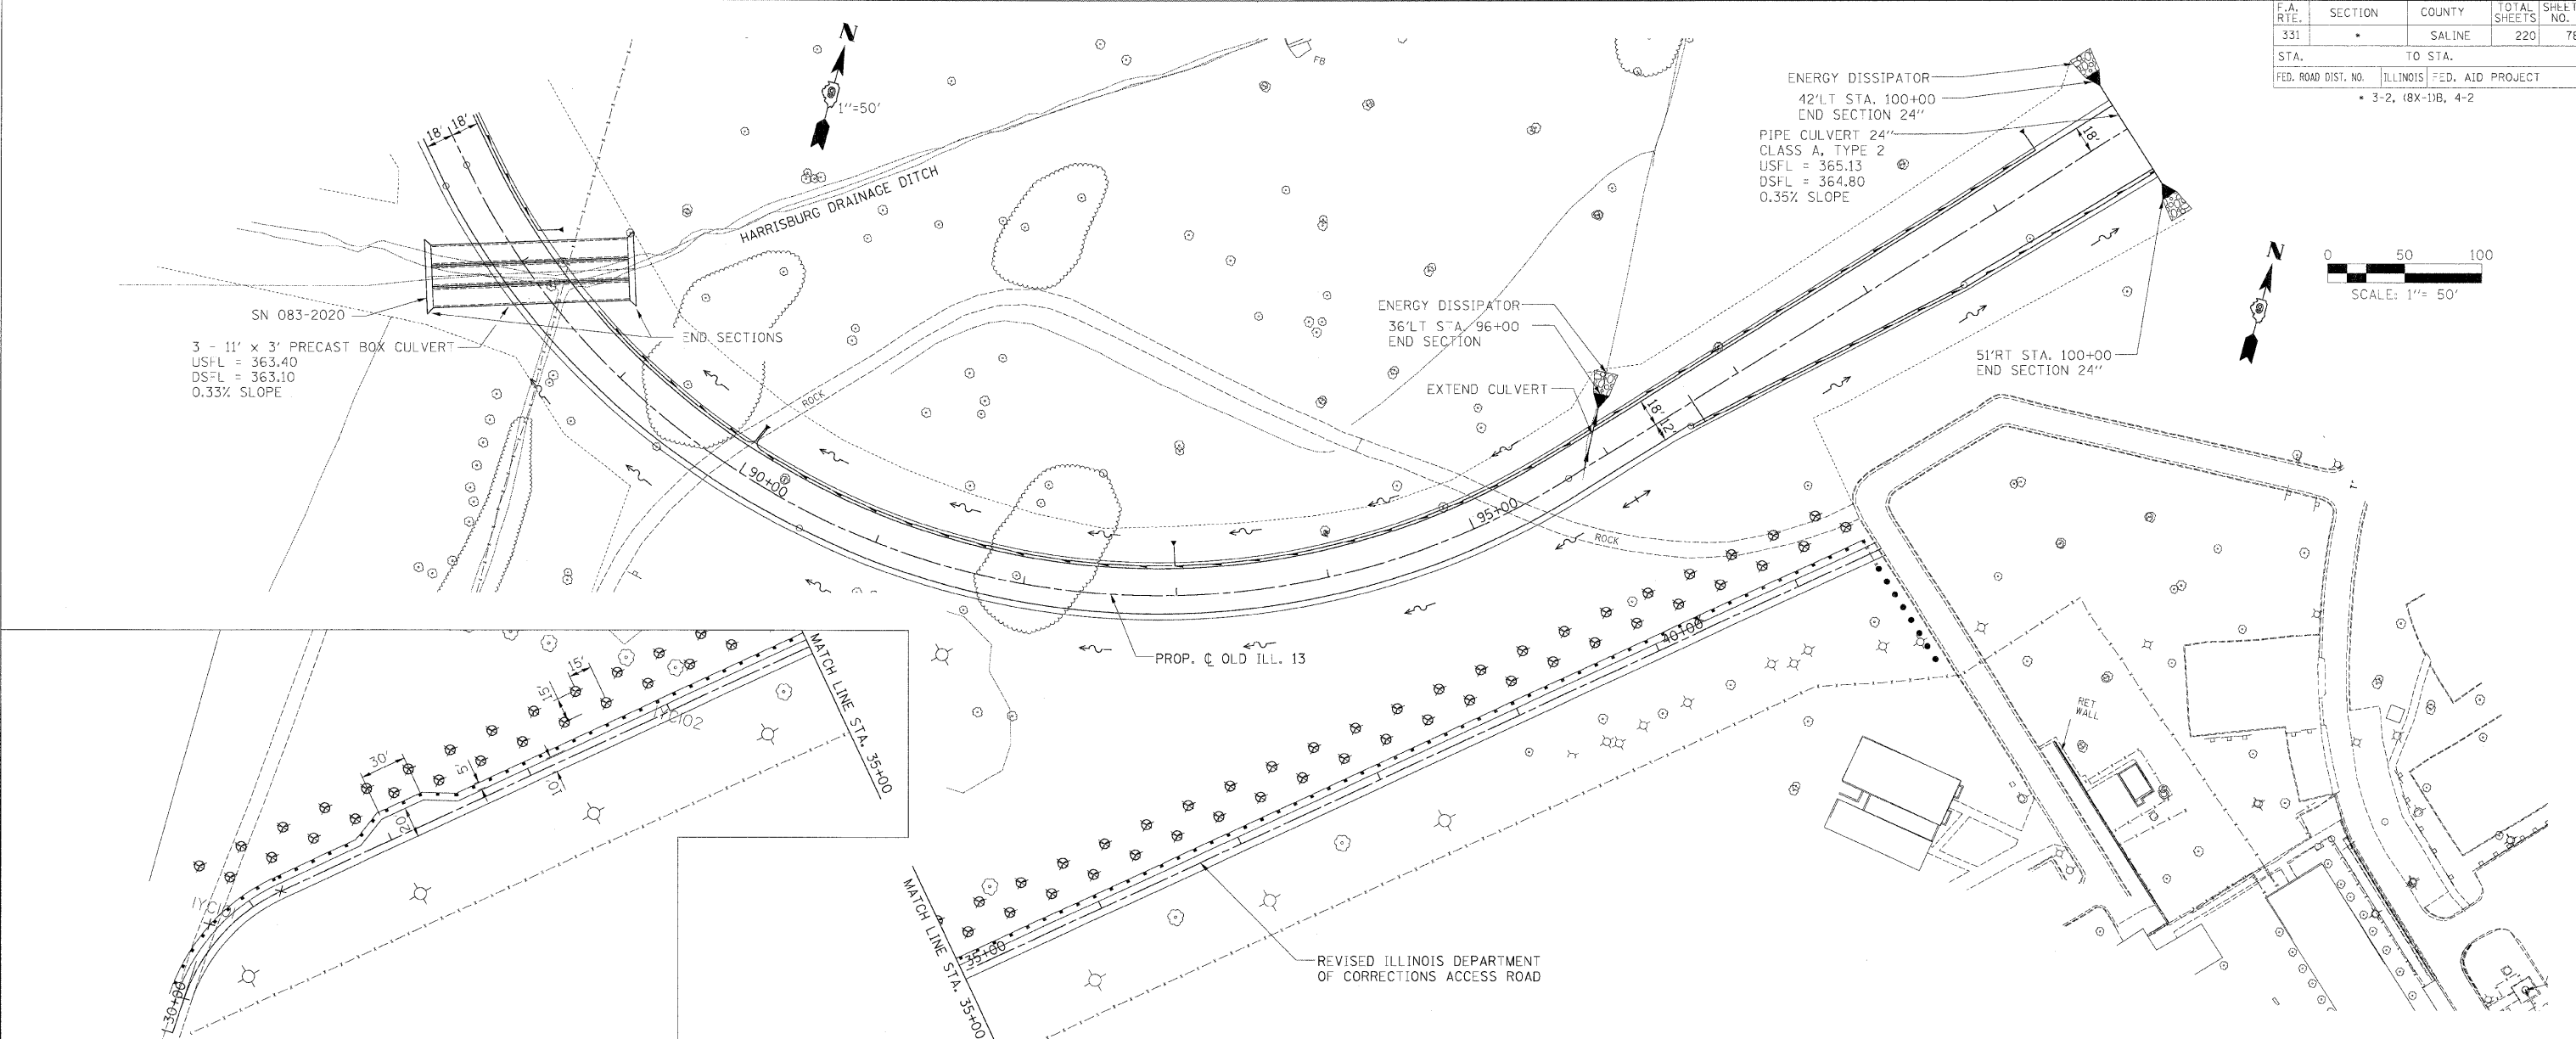 F.A. RTE. SECTION COUNTY TOTAL SHEETS SHEET NO.
331 * SALINE 220 78
STA. TO STA.
FED. ROAD DIST. NO. ILLINOIS FED. AID PROJECT
* 3-2, (8X-1)B, 4-2
N
1"=50'
18' 18'
HARRISBURG DRAINAGE DITCH
FB
ENERGY DISSIPATOR
42'LT STA. 100+00
END SECTION 24"
PIPE CULVERT 24"
CLASS A, TYPE 2
USFL = 365.13
DSFL = 364.80
0.35% SLOPE
18'
N
0 50 100
SCALE: 1"= 50'
SN 083-2020
END SECTIONS
3 - 11' x 3' PRECAST BOX CULVERT
USFL = 363.40
DSFL = 363.10
0.33% SLOPE
ENERGY DISSIPATOR
36'LT STA. 96+00
END SECTION
EXTEND CULVERT
51'RT STA. 100+00
END SECTION 24"
18'
12'
ROCK
90+00
95+00
ROCK
P
PROP. ℄ OLD ILL. 13
40+00
MATCH LINE STA. 35+00
15'
15'
1YC102
30'
5'
10'
20'
30+00
RET
WALL
MATCH LINE STA. 35+00
35+00
REVISED ILLINOIS DEPARTMENT
OF CORRECTIONS ACCESS ROAD